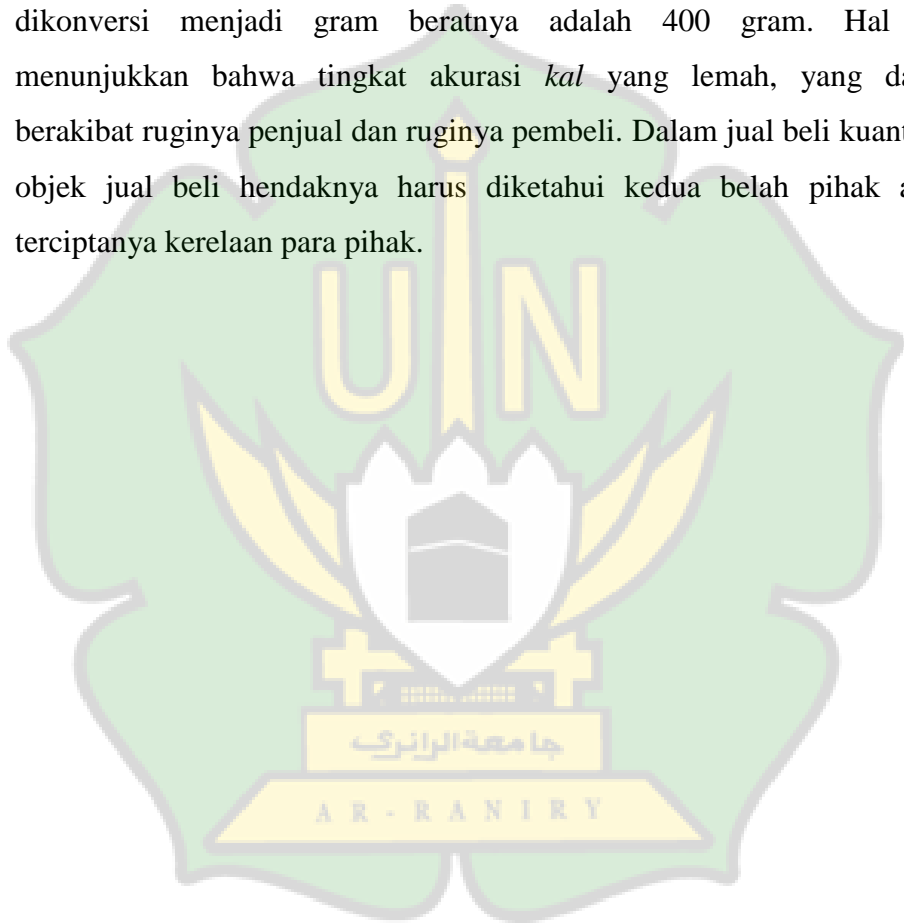 dikonversi menjadi gram beratnya adalah 400 gram. Hal
menunjukkan bahwa tingkat akurasi kal yang lemah, yang
berakibat ruginya penjual dan ruginya pembeli. Dalam jual beli
objek jual beli hendaknya harus diketahui kedua belah pihak
terciptanya kerelaan para pihak.
UIN
جامعة الرانري
AR-RANIRY